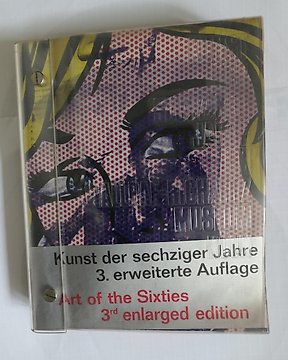 Kunst der sechziger Jahre
3. erweiterte Auflage
Art of the Sixties
3rd enlarged edition